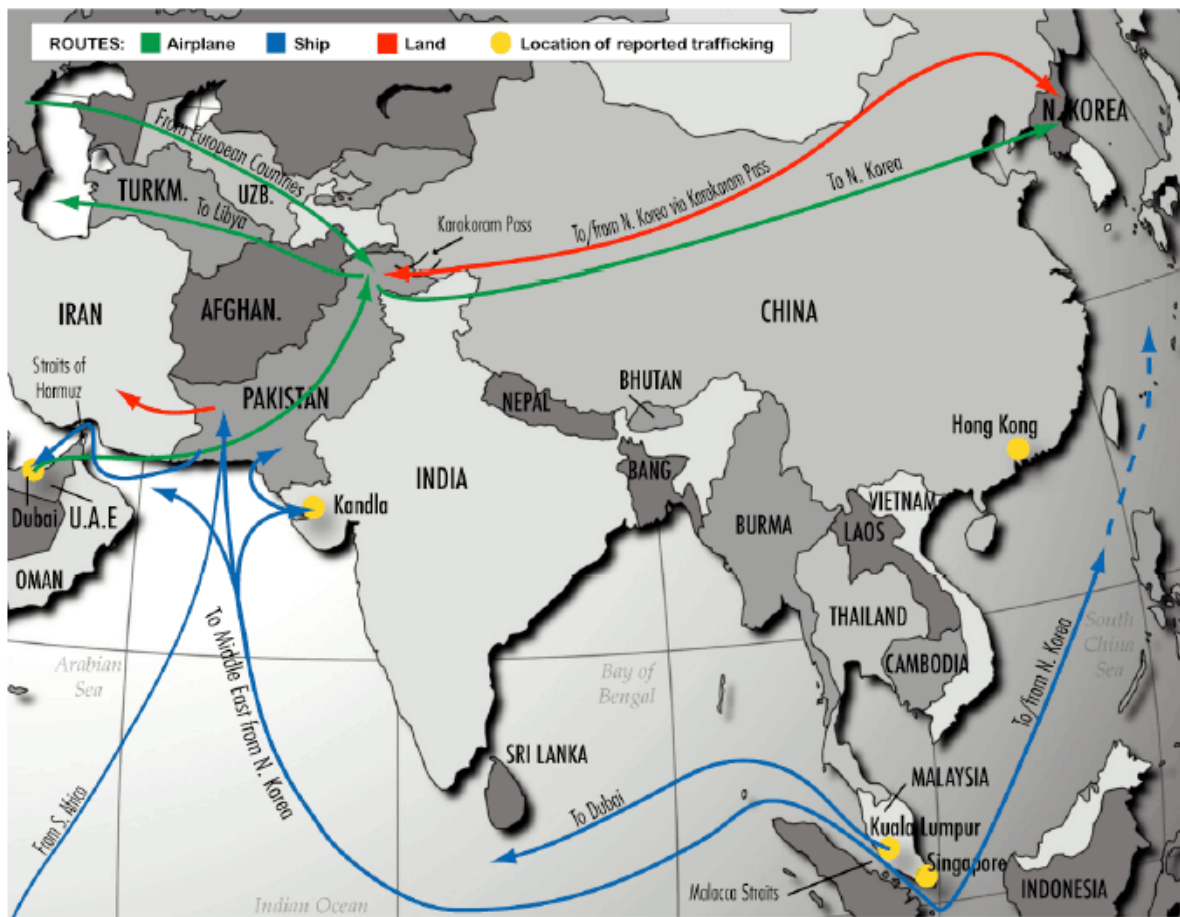 ROUTES: Airplane Ship Land Location of reported trafficking
N. KOREA
From European Countries
TURKM.
UZB.
To Libya
Karakoram Pass
To/from N. Korea via Karakoram Pass
To N. Korea
IRAN
AFGHAN.
CHINA
Straits of
Hormuz
PAKISTAN
NEPAL
BHUTAN
Hong Kong
INDIA
BANG
Kandla
Dubai
U.A.E
BURMA
VIETNAM
LAOS
OMAN
THAILAND
South
China
Sea
Arabian
Sea
Bay of
Bengal
CAMBODIA
To Middle East from N. Korea
To/from N. Korea
SRI LANKA
From S. Africa
To Dubai
MALAYSIA
Kuala Lumpur
Singapore
Malacca Straits
INDONESIA
Indian Ocean